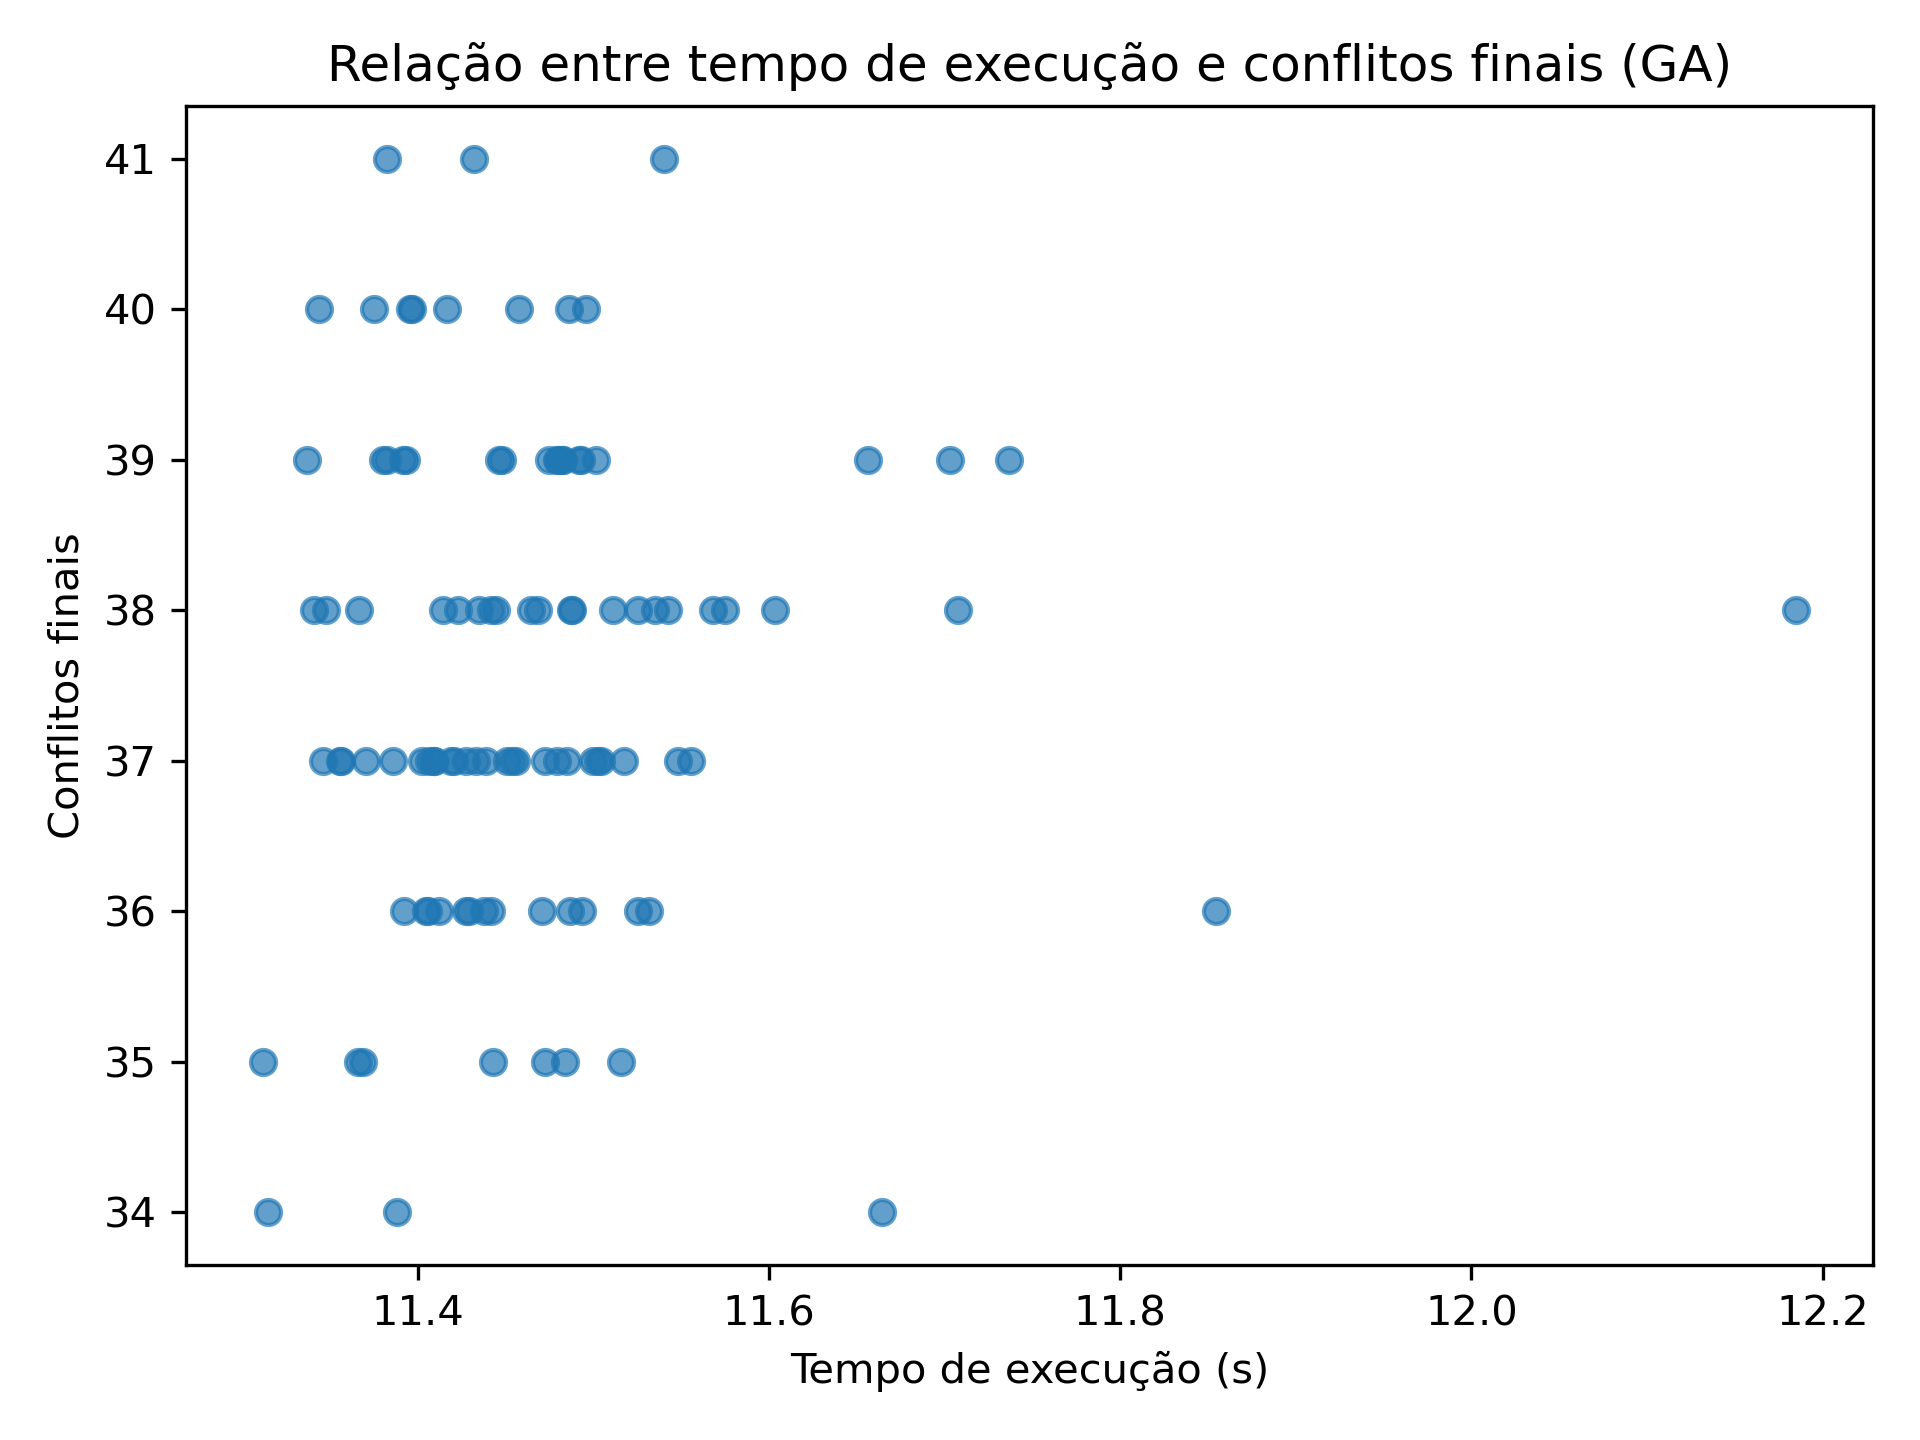 Relação entre tempo de execução e conflitos finais (GA)
41
40
39
38
37
36
35
34
Conflitos finais
11.4 11.6 11.8 12.0 12.2
Tempo de execução (s)